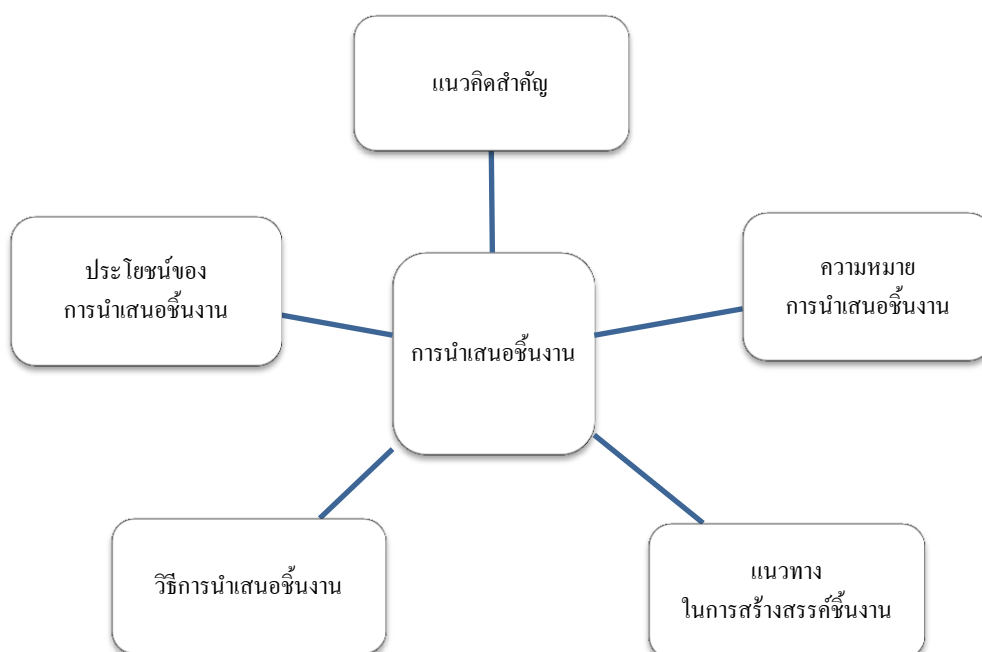 แนวคิดสำคัญ
ประโยชน์ของ
การนำเสนอชิ้นงาน
ความหมาย
การนำเสนอชิ้นงาน
การนำเสนอชิ้นงาน
วิธีการนำเสนอชิ้นงาน
แนวทาง
ในการสร้างสรรค์ชิ้นงาน